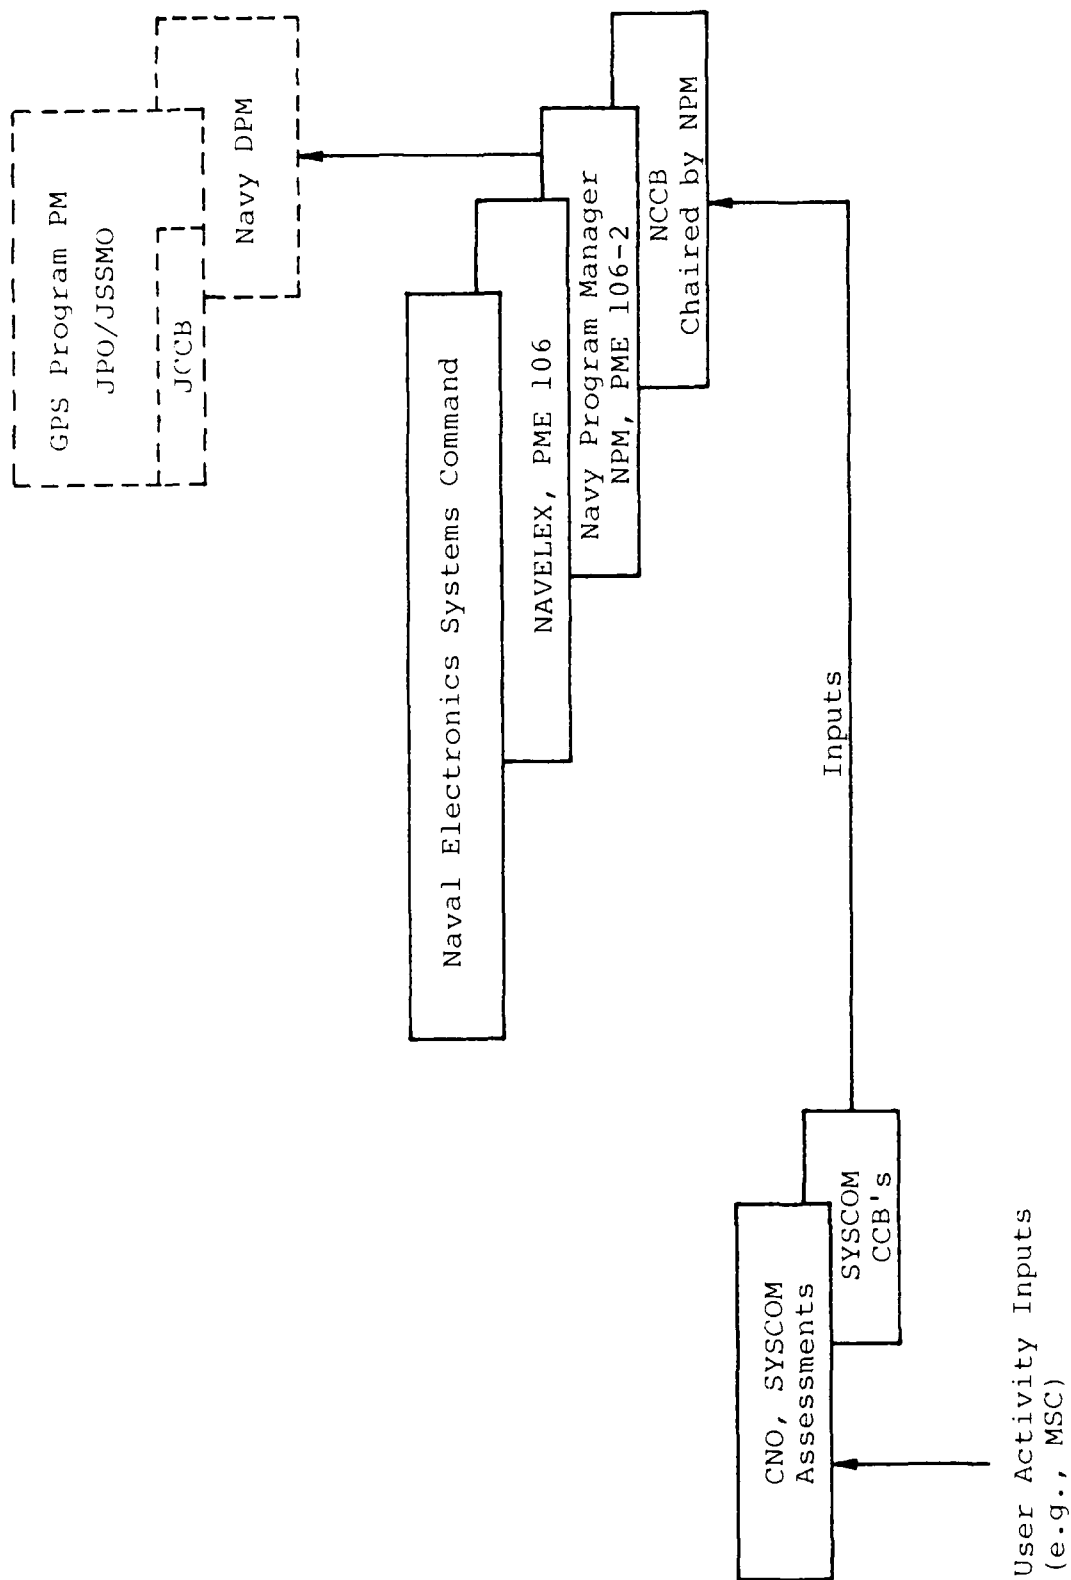 GPS Program PM
JPO/JSSMO
JCCB
Navy DPM
Naval Electronics Systems Command
NAVELEX, PME 106
Navy Program Manager
NPM, PME 106-2
NCCB
Chaired by NPM
Inputs
CNO, SYSCOM
Assessments
SYSCOM
CCB's
User Activity Inputs
(e.g., MSC)